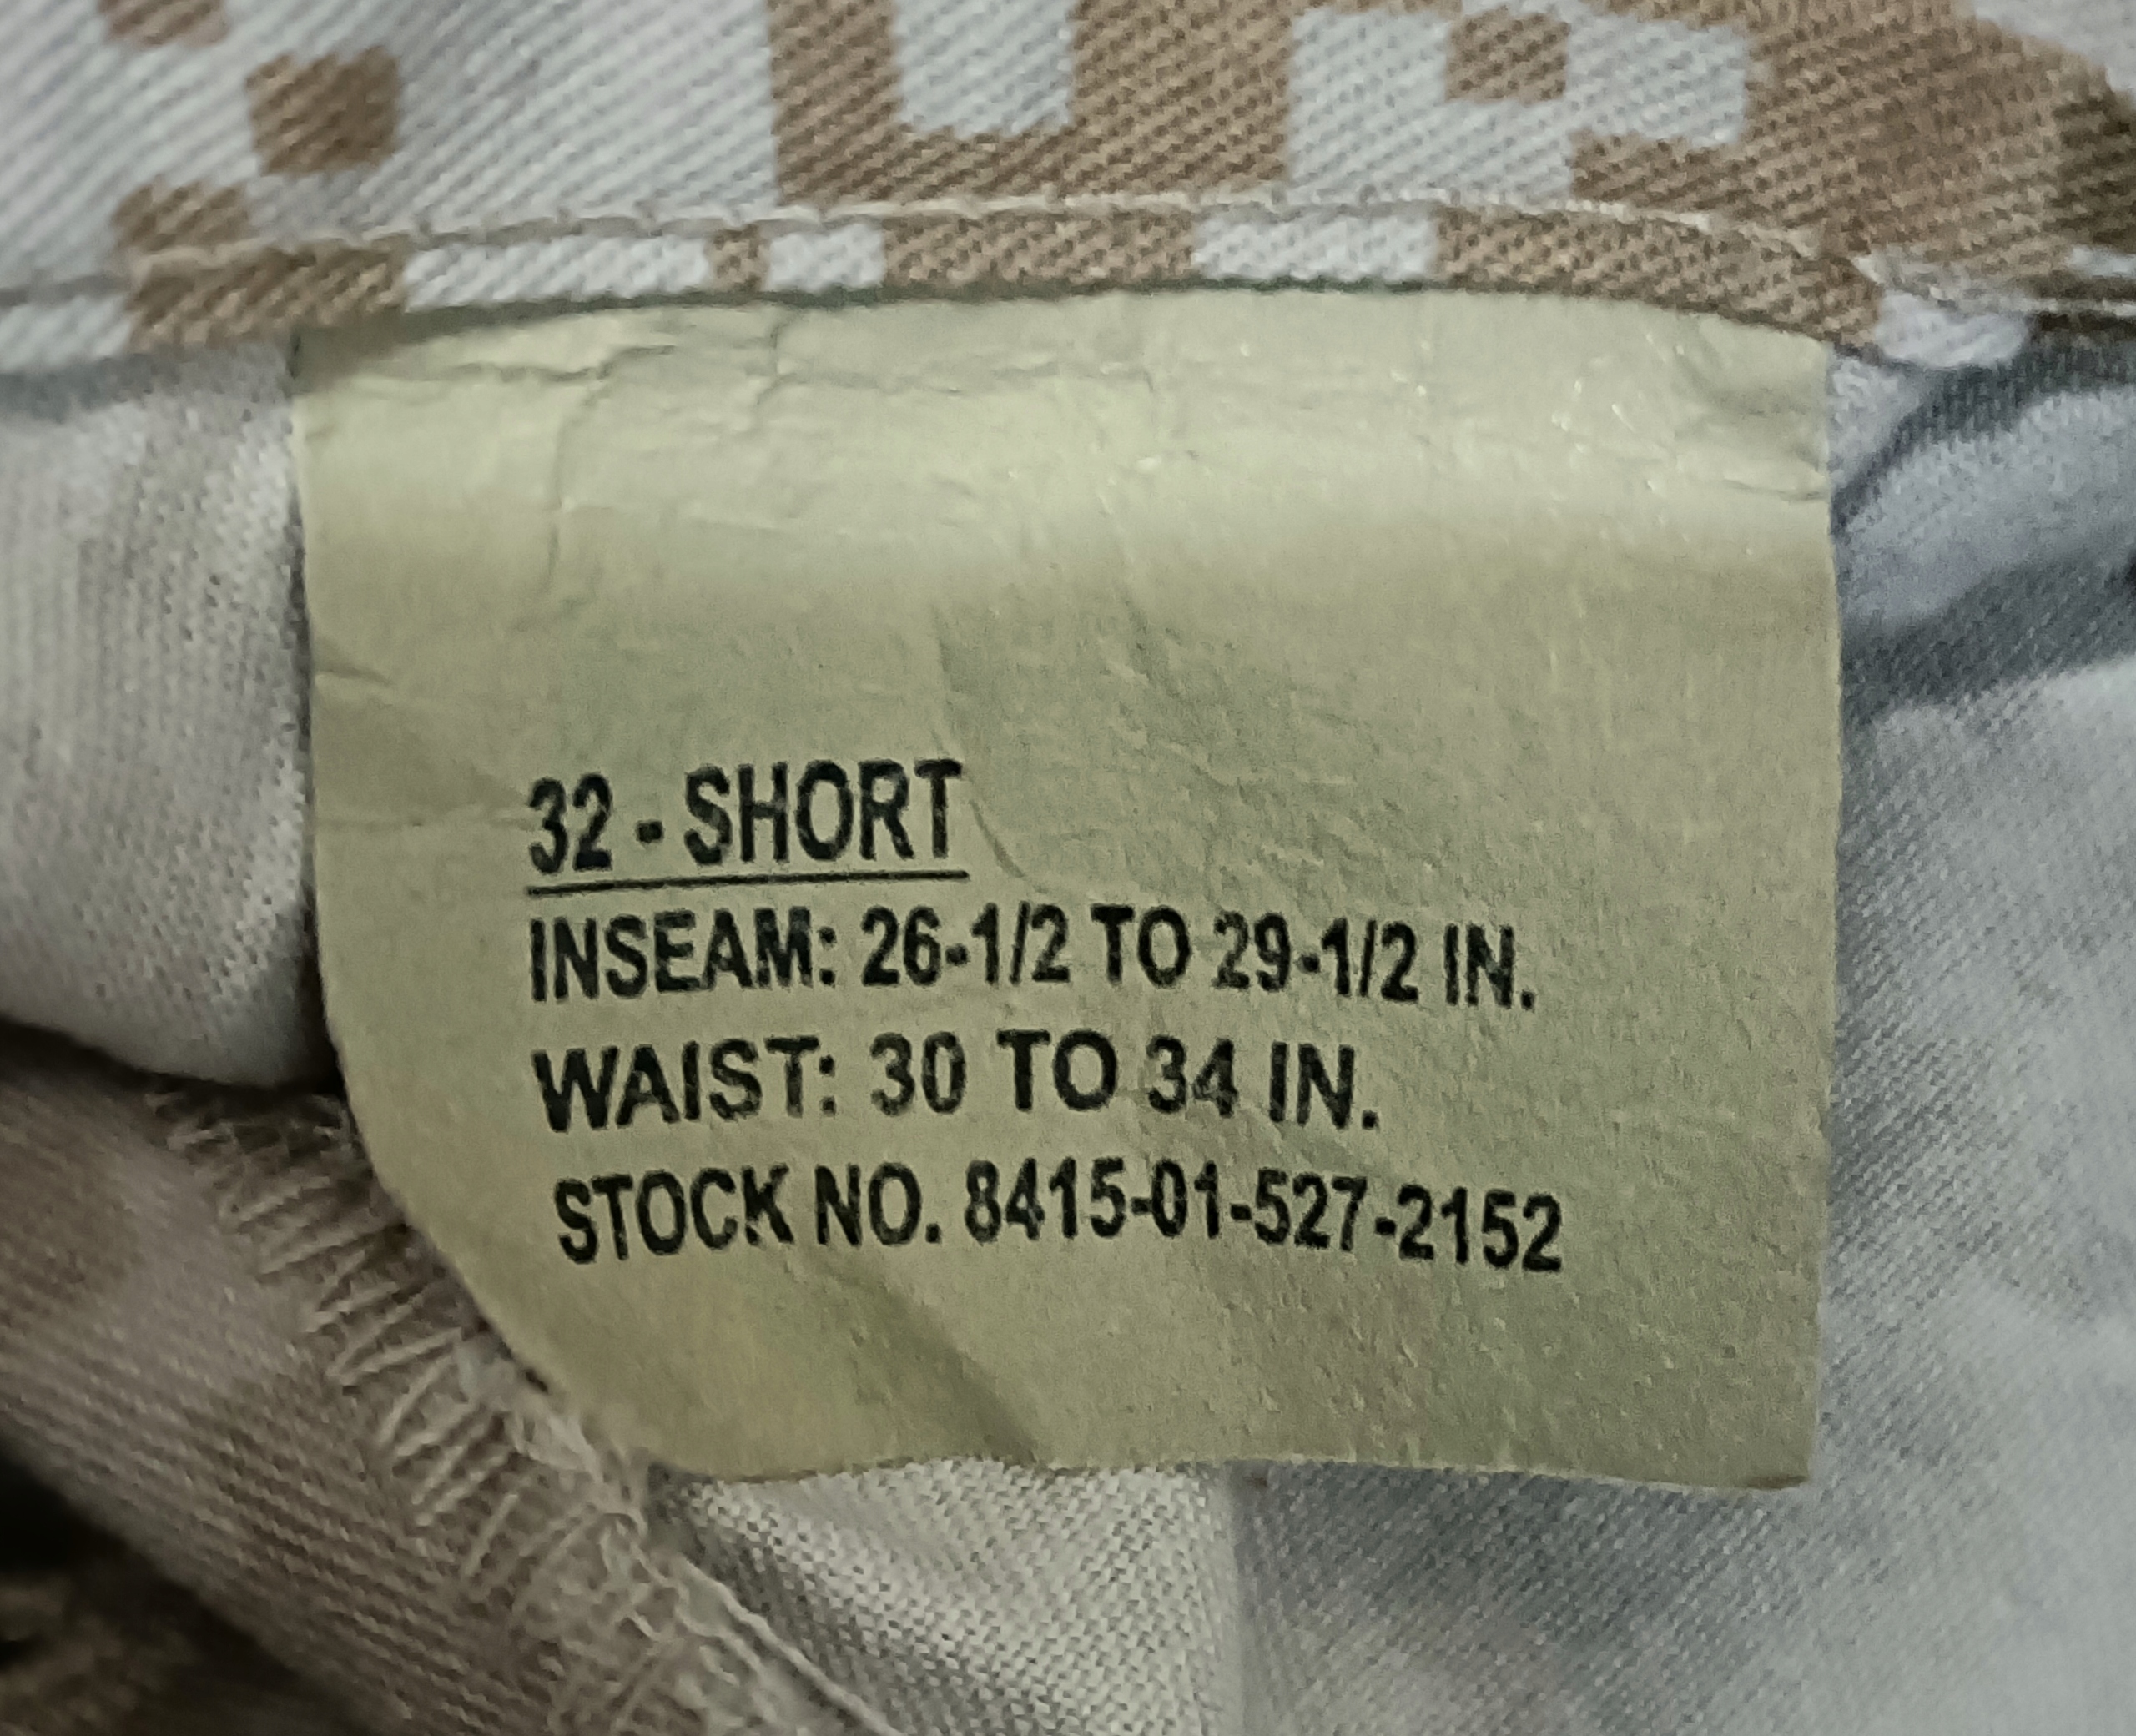 32 - SHORT
INSEAM: 26-1/2 TO 29-1/2 IN.
WAIST: 30 TO 34 IN.
STOCK NO. 8415-01-527-2152